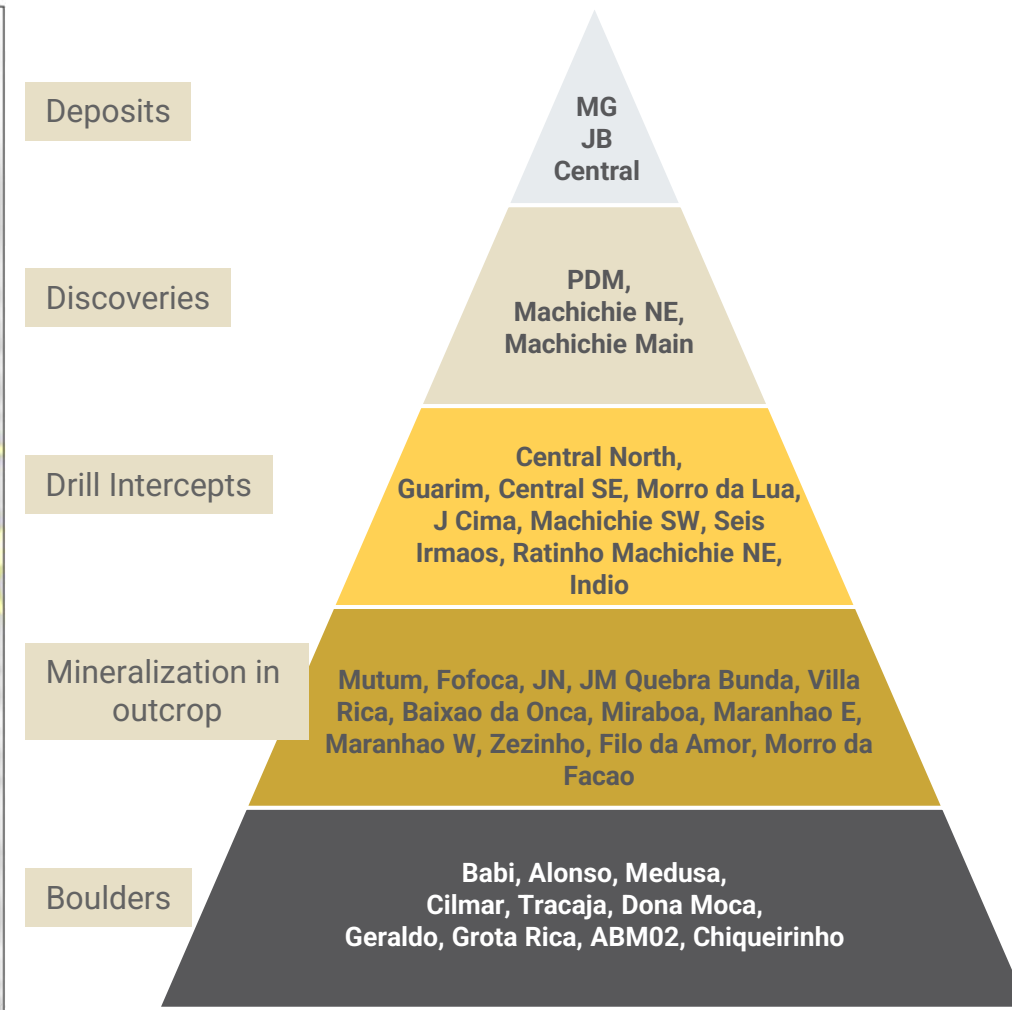 Deposits
MG
JB
Central
Discoveries
PDM,
Machichie NE,
Machichie Main
Drill Intercepts
Central North,
Guarim, Central SE, Morro da Lua,
J Cima, Machichie SW, Seis
Irmaos, Ratinho Machichie NE,
Indio
Mineralization in
outcrop
Mutum, Fofoca, JN, JM Quebra Bunda, Villa
Rica, Baixao da Onca, Miraboa, Maranhao E,
Maranhao W, Zezinho, Filo da Amor, Morro da
Facao
Boulders
Babi, Alonso, Medusa,
Cilmar, Tracaja, Dona Moca,
Geraldo, Grota Rica, ABM02, Chiqueirinho